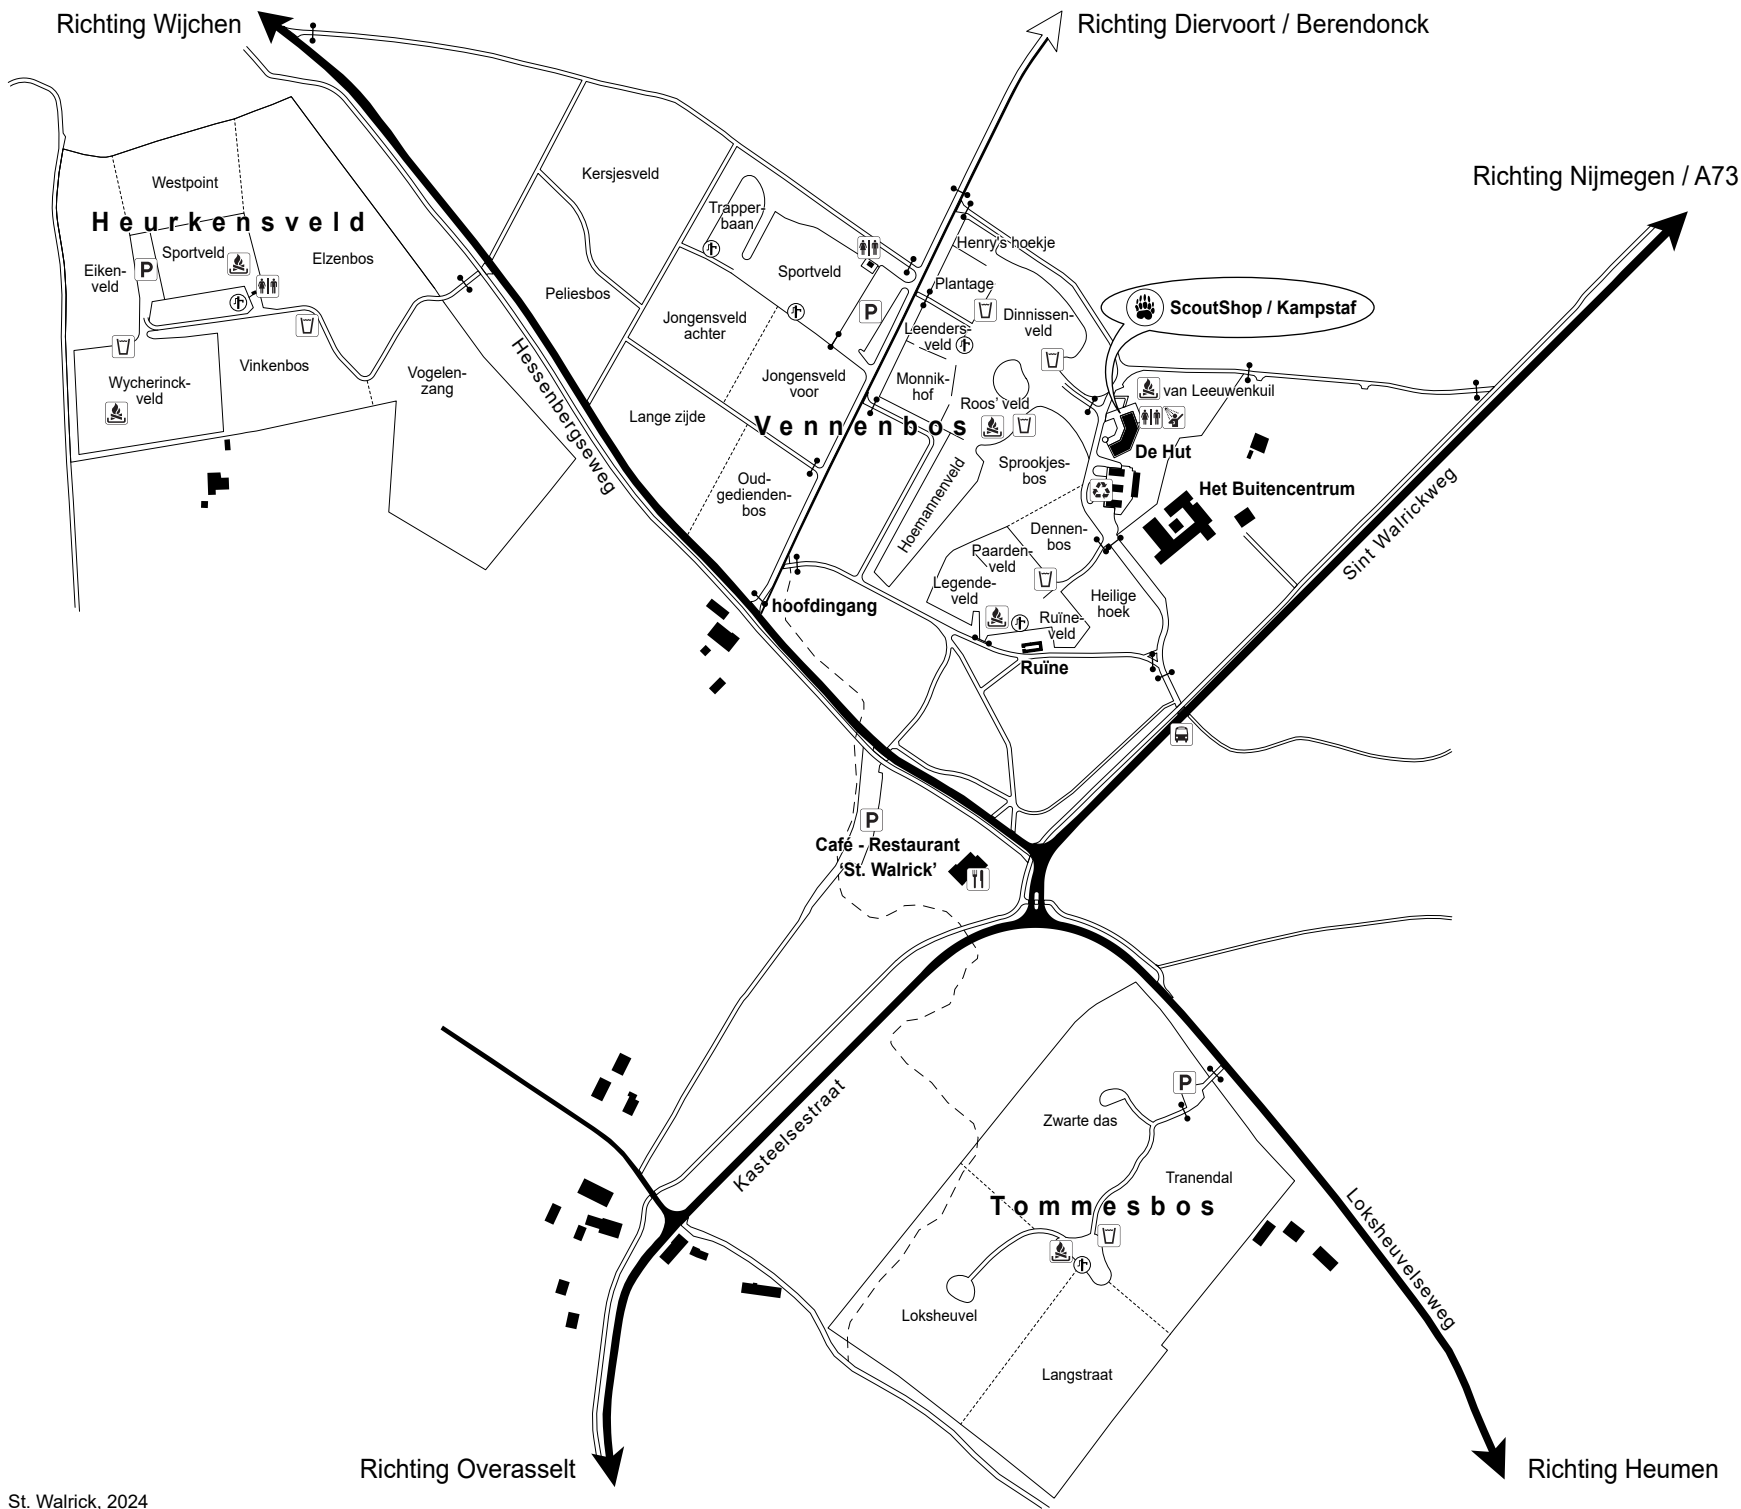 Richting Wijchen
Richting Diervoort / Berendonck
Richting Nijmegen / A73
Westpoint
Heurkensveld
Sportveld
Elzenbos
Eiken-
veld
P
Wycherinck-
veld
Vinkenbos
Vogelen-
zang
Hessenbergseweg
Kersjesveld
Peliesbos
Trapper-
baan
Sportveld
P
Jongensveld
achter
Jongensveld
voor
Lange zijde
Vennenbos
Oud-
gedienden-
bos
Henry's hoekje
Plantage
Leenders-
veld
Dinnissen-
veld
Monnik-
hof
Roos' veld
Hoemannenveld
Sprookjes-
bos
Dennen-
bos
Paarden-
veld
Legende-
veld
Ruïne-
veld
Heilige
hoek
Ruïne
hoofdingang
ScoutShop / Kampstaf
van Leeuwenkuil
De Hut
Het Buitencentrum
Sint Walrickweg
P
Café - Restaurant
'St. Walrick’
Kasteelsestraat
P
Zwarte das
Tranendal
Tommesbos
Loksheuvel
Langstraat
Loksheuvelseweg
Richting Overasselt
Richting Heumen
St. Walrick, 2024